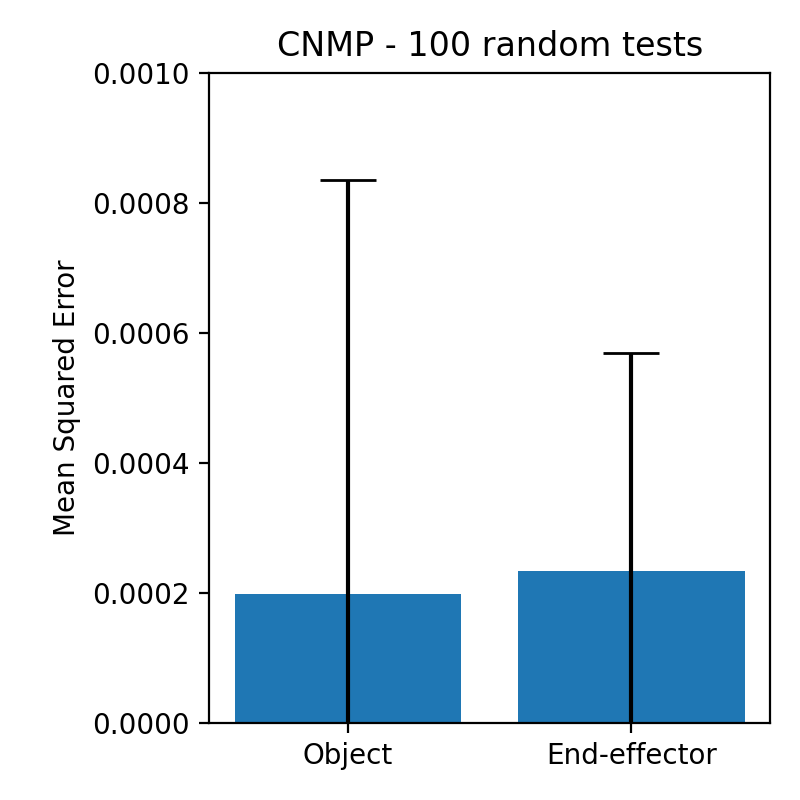 CNMP - 100 random tests
Mean Squared Error
0.0010
0.0008
0.0006
0.0004
0.0002
0.0000
Object
End-effector